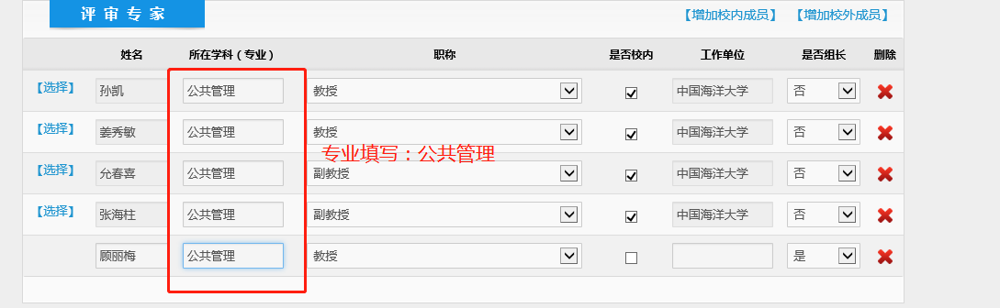 评审专家
【增加校内成员】 【增加校外成员】
姓名 所在学科（专业） 职称 是否校内 工作单位 是否组长 删除
【选择】 孙凯 公共管理 教授 中国海洋大学 否
【选择】 姜秀敏 公共管理 教授 中国海洋大学 否
专业填写：公共管理
【选择】 允春喜 公共管理 副教授 中国海洋大学 否
【选择】 张海柱 公共管理 副教授 中国海洋大学 否
顾丽梅 公共管理 教授 是